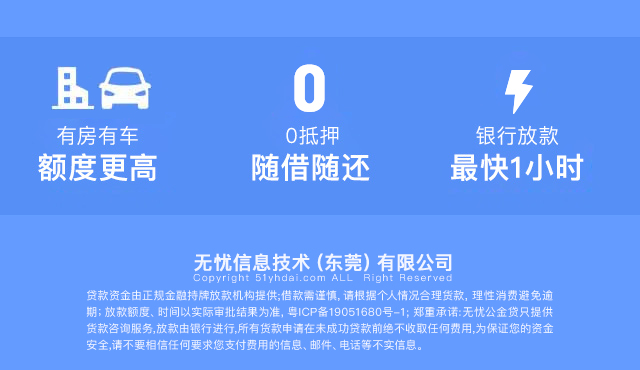 有房有车
额度更高
0
0抵押
随借随还
银行放款
最快1小时
无忧信息技术（东莞）有限公司
Copyright 51yhdai.com ALL Right Reserved
贷款资金由正规金融持牌放款机构提供;借款需谨慎,请根据个人情况合理贷款，理性消费避免逾
期；放款额度、时间以实际审批结果为准，粤ICP备19051680号-1; 郑重承诺:无忧公金贷只提供
贷款咨询服务,放款由银行进行,所有贷款申请在未成功贷款前绝不收取任何费用,为保证您的资金
安全,请不要相信任何要求您支付费用的信息、邮件、电话等不实信息。